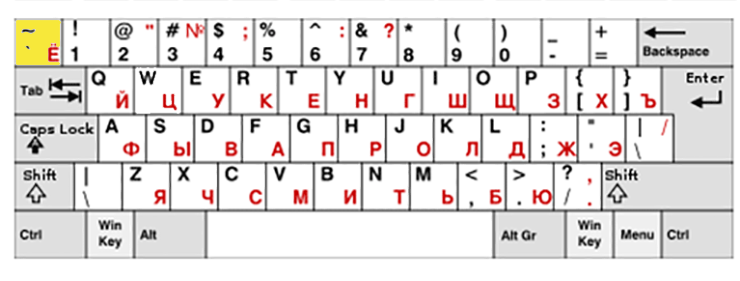 ~ ` Ё ! 1 @ " 2 # № 3 $ ; 4 % 5 ^ : 6 & ? 7 * 8 ( 9 ) 0 _ - + = Backspace
Tab Q Й W Ц E У R К T Е Y Н U Г I Ш O Щ P З { [ Х } ] Ъ Enter
Caps Lock A Ф S Ы D В F А G П H Р J О K Л L Д : ; Ж " ' Э | / \
Shift | \ Z Я X Ч C С V М B И N Т M Ь < , Б > . Ю ? , / . Shift
Ctrl Win Key Alt Alt Gr Win Key Menu Ctrl